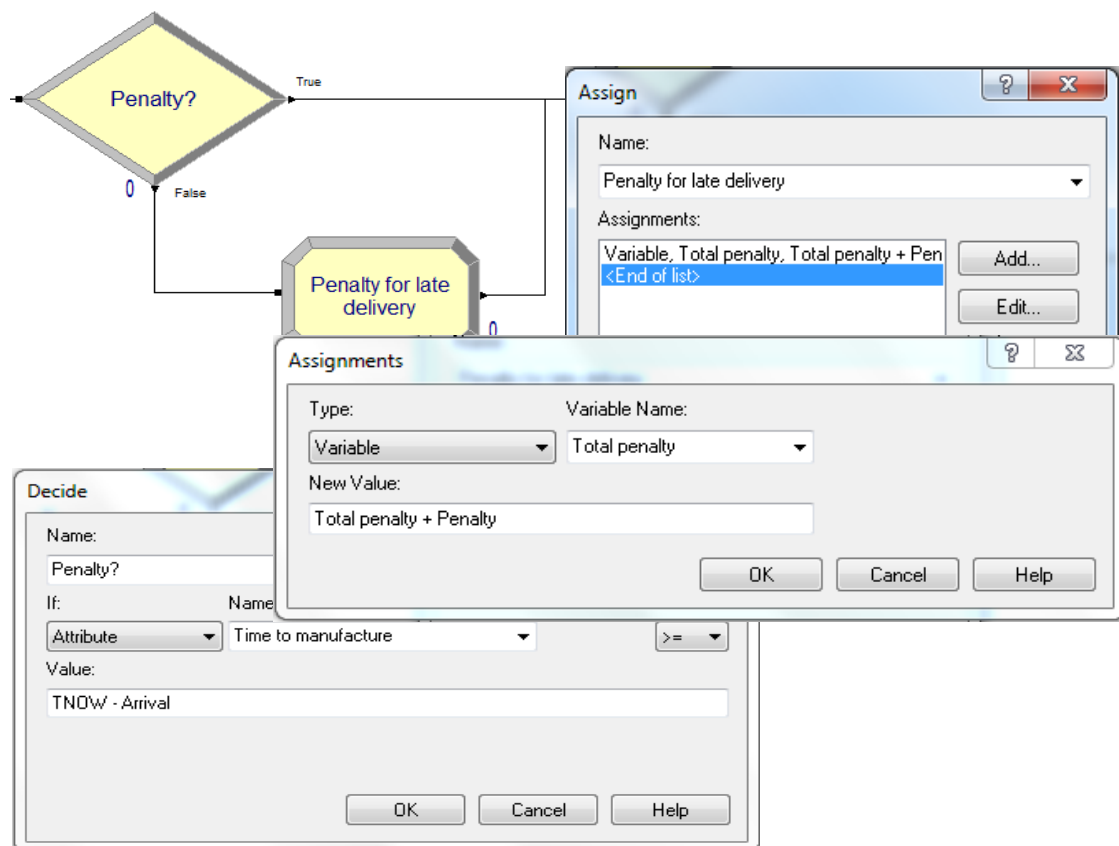 Penalty?
True
0
False
Penalty for late
delivery
0
Assign
Name:
Penalty for late delivery
Assignments:
Variable, Total penalty, Total penalty + Pen
<End of list>
Add...
Edit...
Assignments
Type:
Variable Name:
Variable
Total penalty
New Value:
Total penalty + Penalty
OK
Cancel
Help
Decide
Name:
Penalty?
If:
Name
Attribute
Time to manufacture
>=
Value:
TNOW - Arrival
OK
Cancel
Help